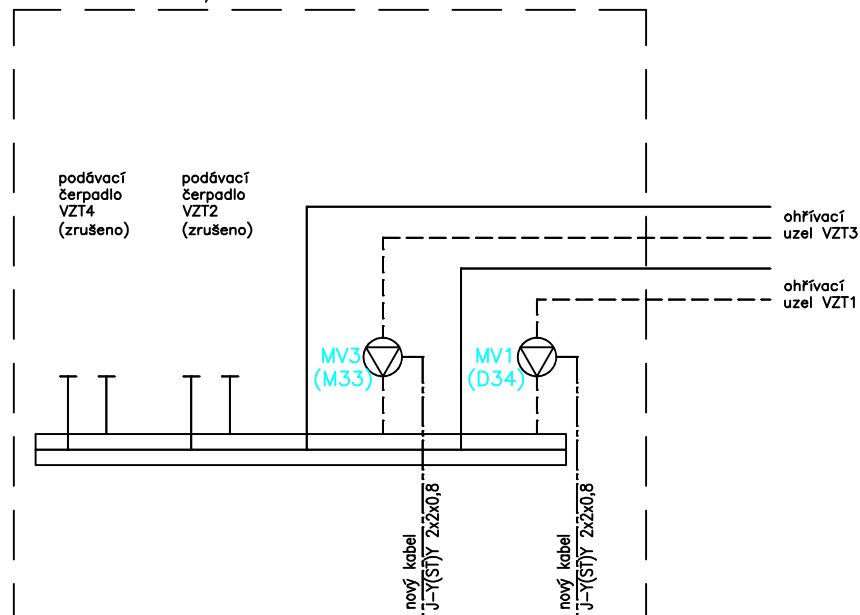 podávací
čerpadlo
VZT4
(zrušeno)
podávací
čerpadlo
VZT2
(zrušeno)
ohřívací
uzel VZT3
ohřívací
uzel VZT1
MV3
(M33)
MV1
(D34)
nový kabel
J-Y(ST)Y 2x2x0,8
nový kabel
J-Y(ST)Y 2x2x0,8